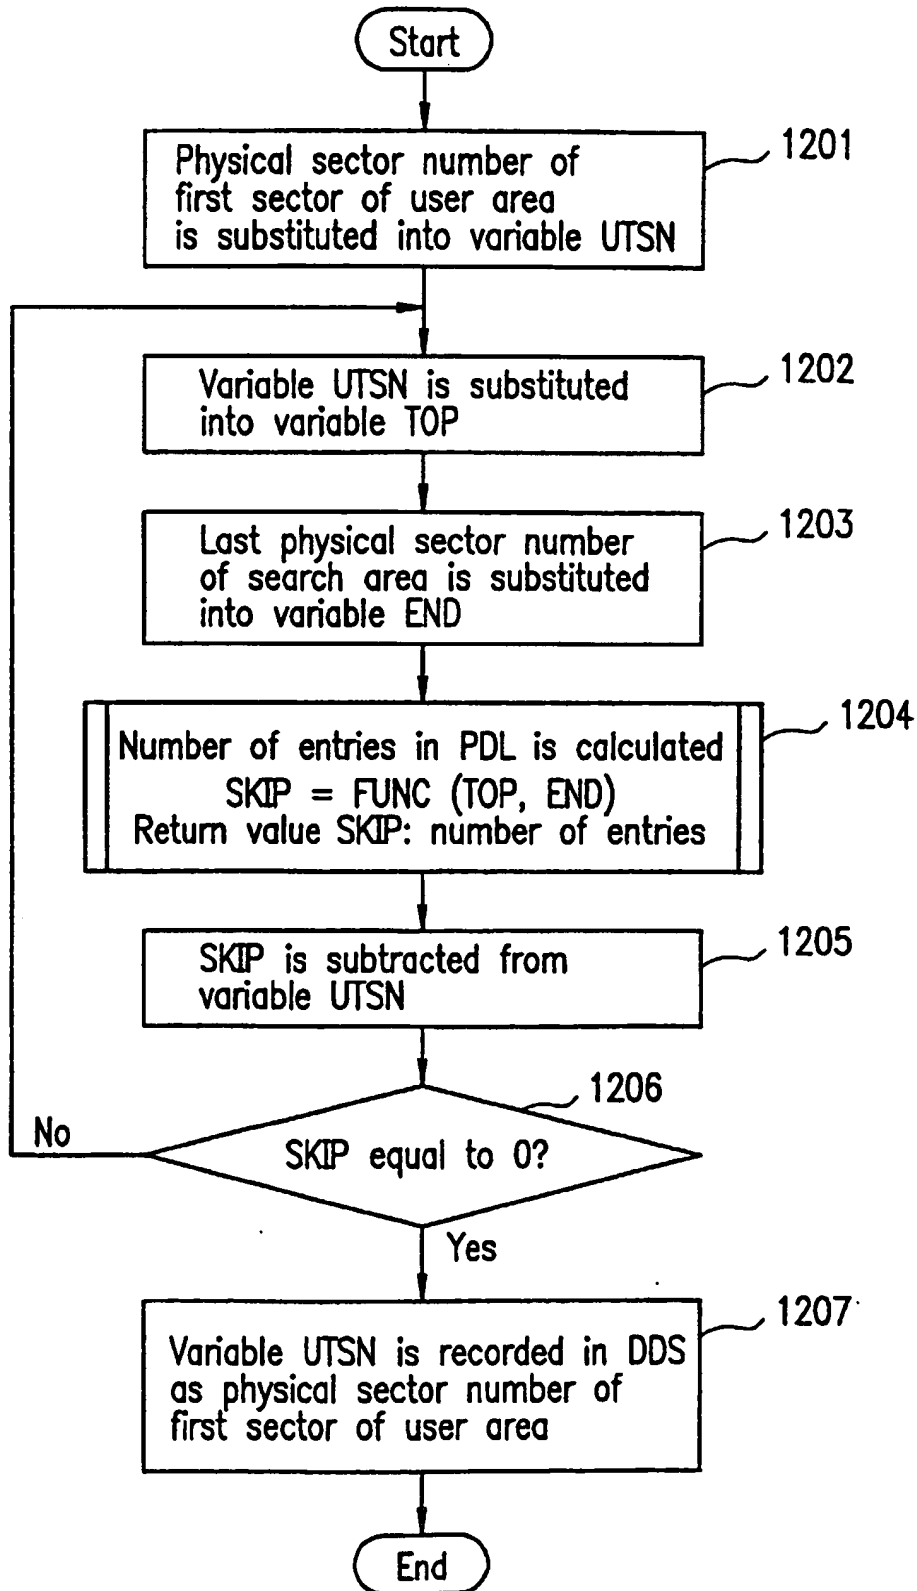 Start
1201
Physical sector number of
first sector of user area
is substituted into variable UTSN
1202
Variable UTSN is substituted
into variable TOP
1203
Last physical sector number
of search area is substituted
into variable END
1204
Number of entries in PDL is calculated
SKIP = FUNC (TOP, END)
Return value SKIP: number of entries
1205
SKIP is subtracted from
variable UTSN
1206
No
SKIP equal to 0?
Yes
1207
Variable UTSN is recorded in DDS
as physical sector number of
first sector of user area
End